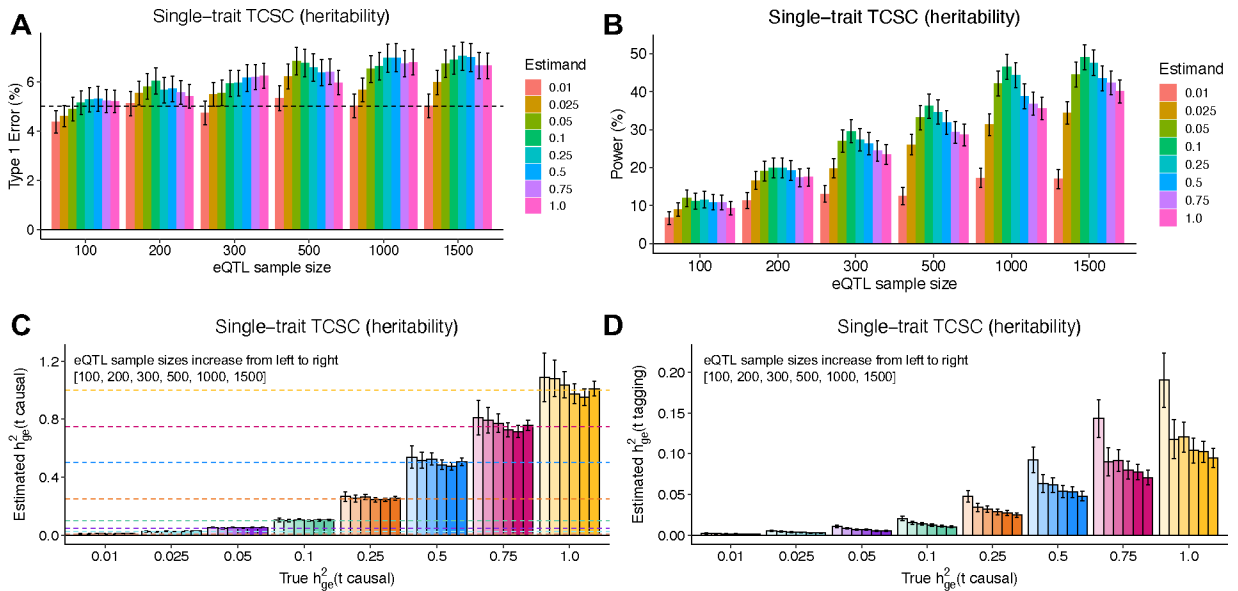 A
Single–trait TCSC (heritability)
Type 1 Error (%)
6
4
2
0
100 200 300 500 1000 1500
eQTL sample size
Estimand
0.01
0.025
0.05
0.1
0.25
0.5
0.75
1.0
B
Single–trait TCSC (heritability)
Power (%)
50
40
30
20
10
0
100 200 300 500 1000 1500
eQTL sample size
Estimand
0.01
0.025
0.05
0.1
0.25
0.5
0.75
1.0
C
Single–trait TCSC (heritability)
eQTL sample sizes increase from left to right
[100, 200, 300, 500, 1000, 1500]
Estimated h²ge(t causal)
1.2
0.8
0.4
0.0
0.01 0.025 0.05 0.1 0.25 0.5 0.75 1.0
True h²ge(t causal)
D
Single–trait TCSC (heritability)
eQTL sample sizes increase from left to right
[100, 200, 300, 500, 1000, 1500]
Estimated h²ge(t tagging)
0.20
0.15
0.10
0.05
0.00
0.01 0.025 0.05 0.1 0.25 0.5 0.75 1.0
True h²ge(t causal)